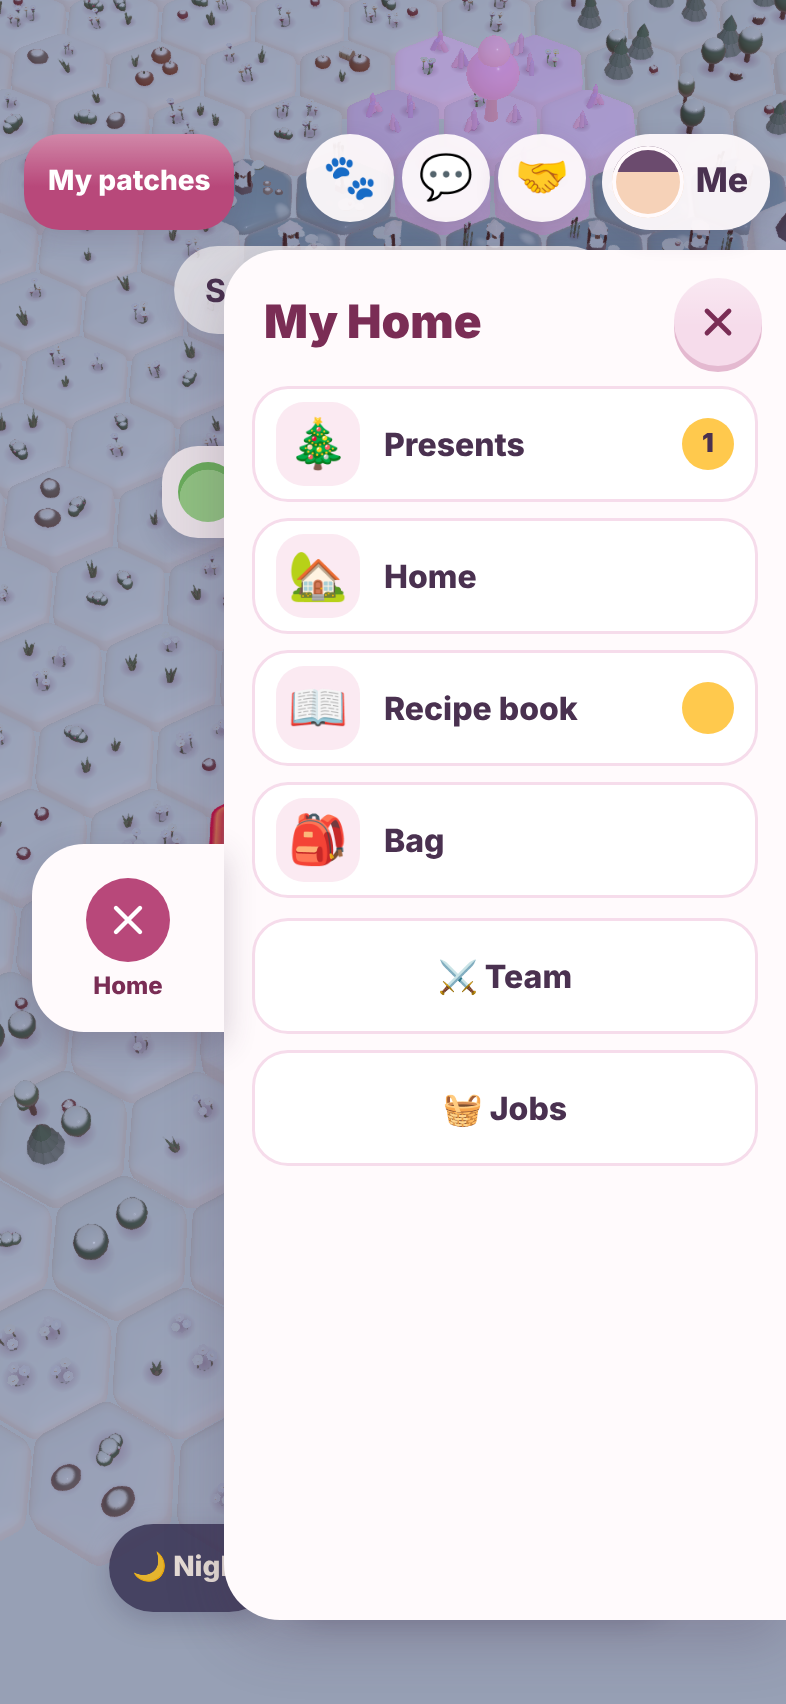 My patches
Me
My Home
Presents
1
Home
Recipe book
Bag
Home
⚔️ Team
🧺 Jobs